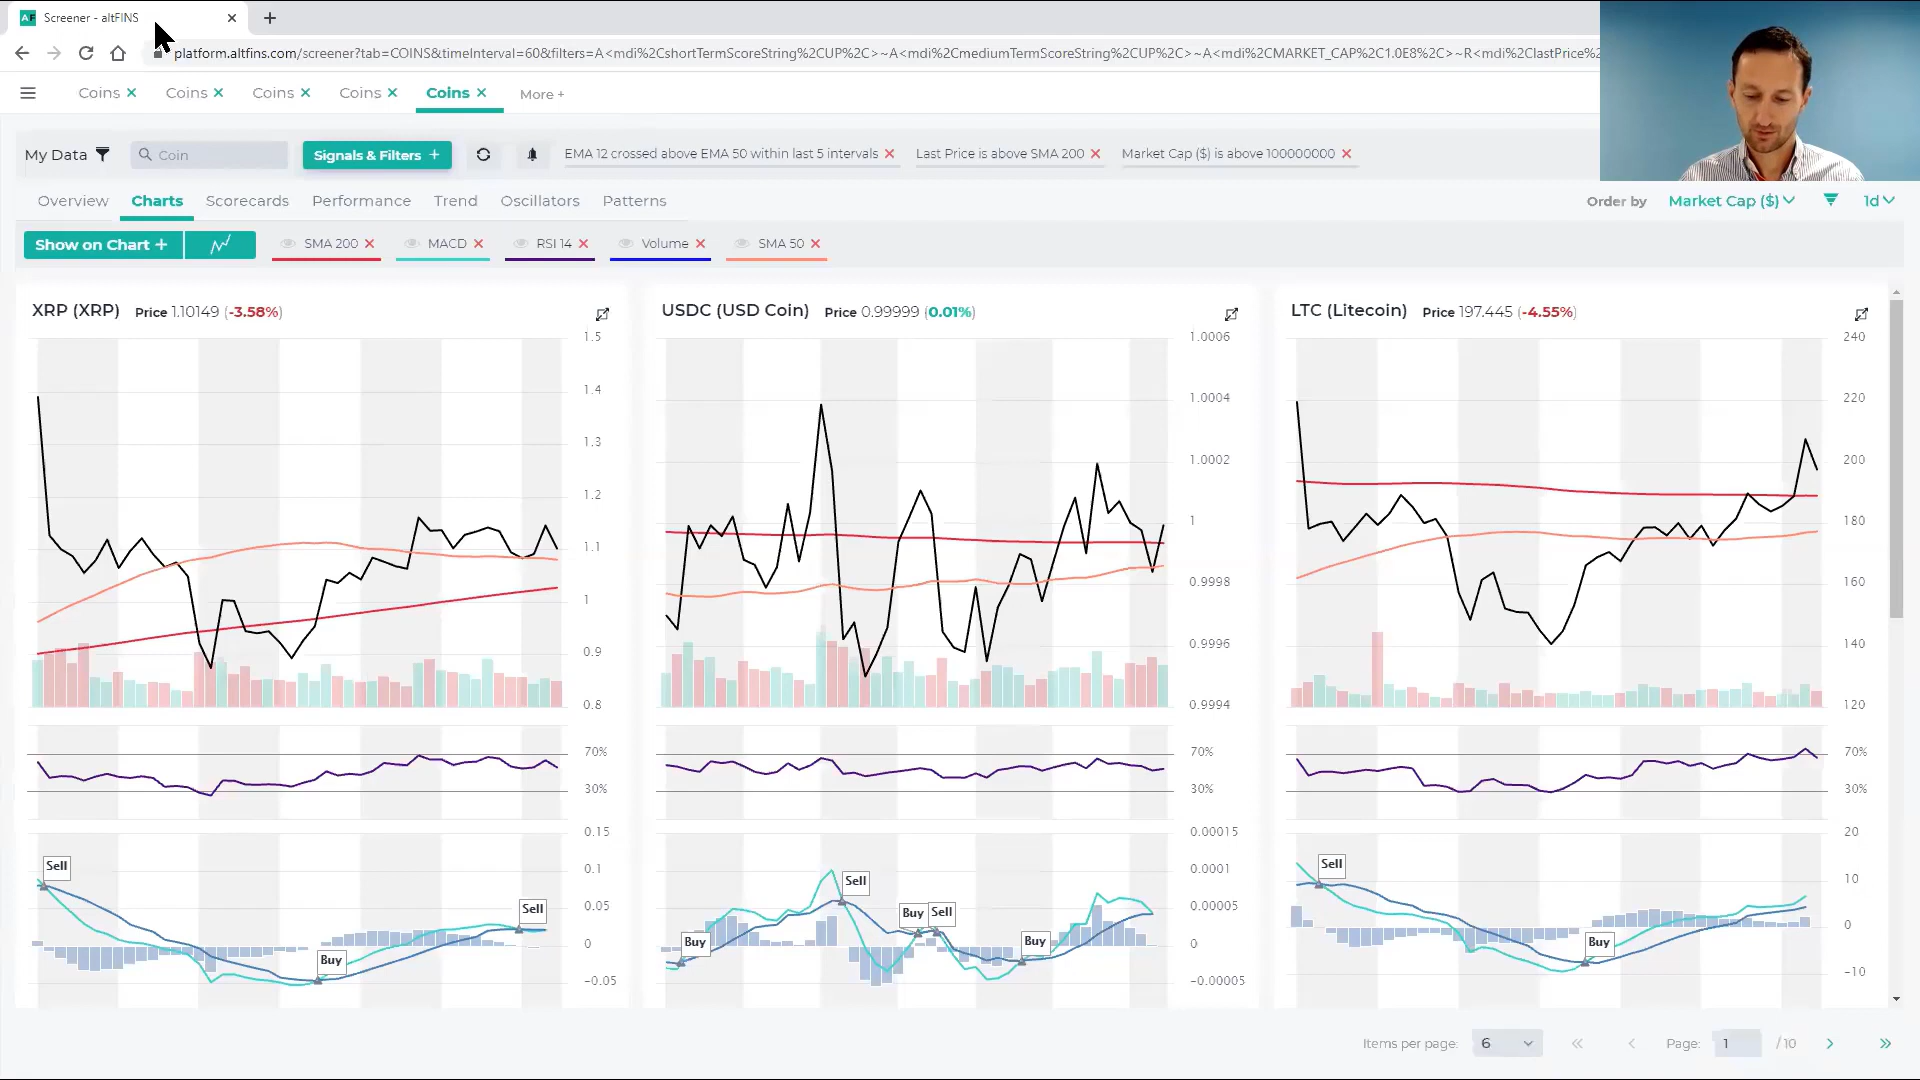 Screener - altFINS
platform.altfins.com/screener?tab=COINS&timeInterval=60&filters=A<mdi%2CshortTermScoreString%2CUP%2C>~A<mdi%2CmediumTermScoreString%2CUP%2C>~A<mdi%2CMARKET_CAP%2C1.0E8%2C>~R<mdi%2ClastPrice%
Coins Coins Coins Coins Coins More +
My Data Coin Signals & Filters + EMA 12 crossed above EMA 50 within last 5 intervals Last Price is above SMA 200 Market Cap ($) is above 100000000
Overview Charts Scorecards Performance Trend Oscillators Patterns Order by Market Cap ($) 1d
Show on Chart + SMA 200 MACD RSI 14 Volume SMA 50
XRP (XRP) Price 1.10149 (-3.58%)
1.5
1.4
1.3
1.2
1.1
1
0.9
0.8
70%
30%
0.15
0.1
0.05
0
-0.05
Sell
Buy
Sell
USDC (USD Coin) Price 0.99999 (0.01%)
1.0006
1.0004
1.0002
1
0.9998
0.9996
0.9994
70%
30%
0.00015
0.0001
0.00005
0
-0.00005
Buy
Sell
Buy
Sell
Buy
LTC (Litecoin) Price 197.445 (-4.55%)
240
220
200
180
160
140
120
70%
30%
20
10
0
-10
Sell
Buy
Items per page: 6 Page: 1 / 10